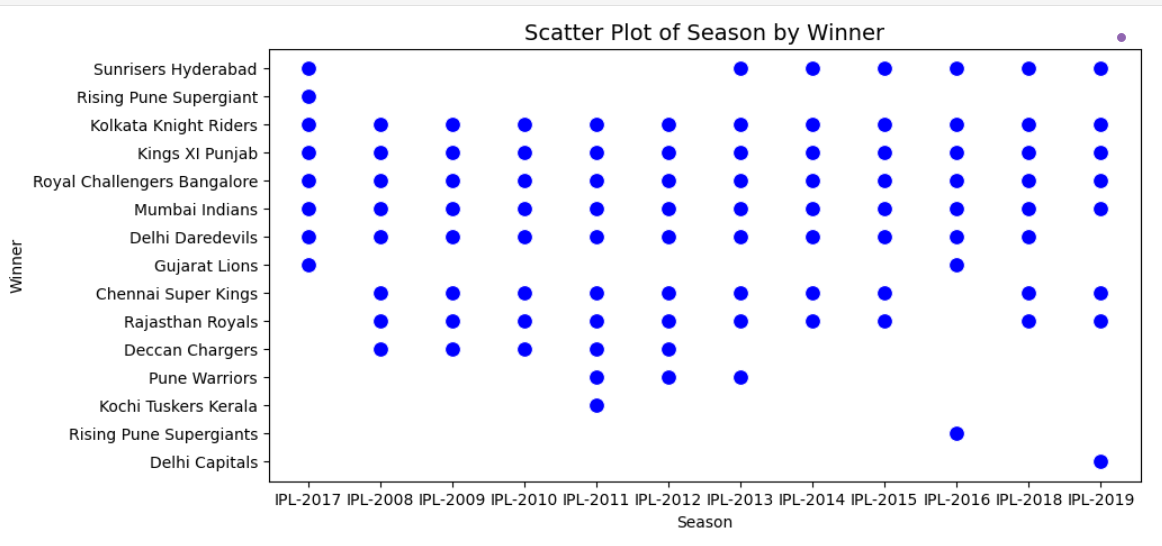 Scatter Plot of Season by Winner
Winner
Sunrisers Hyderabad
Rising Pune Supergiant
Kolkata Knight Riders
Kings XI Punjab
Royal Challengers Bangalore
Mumbai Indians
Delhi Daredevils
Gujarat Lions
Chennai Super Kings
Rajasthan Royals
Deccan Chargers
Pune Warriors
Kochi Tuskers Kerala
Rising Pune Supergiants
Delhi Capitals
IPL-2017 IPL-2008 IPL-2009 IPL-2010 IPL-2011 IPL-2012 IPL-2013 IPL-2014 IPL-2015 IPL-2016 IPL-2018 IPL-2019
Season